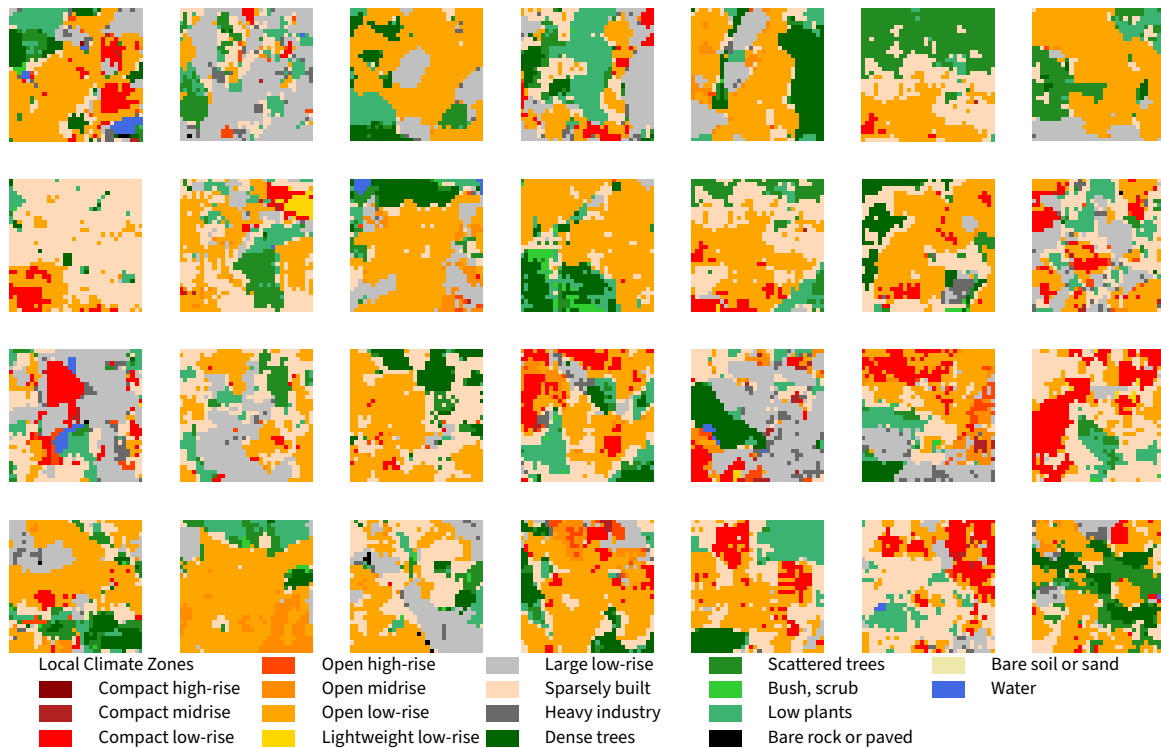 Local Climate Zones
Compact high-rise
Compact midrise
Compact low-rise
Open high-rise
Open midrise
Open low-rise
Lightweight low-rise
Large low-rise
Sparsely built
Heavy industry
Dense trees
Scattered trees
Bush, scrub
Low plants
Bare rock or paved
Bare soil or sand
Water